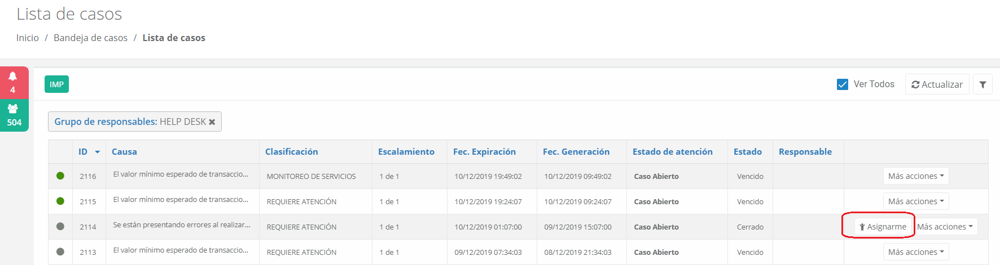 Lista de casos
Inicio / Bandeja de casos / Lista de casos
4
504
IMP
Ver Todos Actualizar
Grupo de responsables: HELP DESK
ID Causa Clasificación Escalamiento Fec. Expiración Fec. Generación Estado de atención Estado Responsable
2116 El valor mínimo esperado de transaccio... MONITOREO DE SERVICIOS 1 de 1 10/12/2019 19:49:02 10/12/2019 09:49:02 Caso Abierto Vencido Más acciones
2115 El valor mínimo esperado de transaccio... REQUIERE ATENCIÓN 1 de 1 10/12/2019 19:24:07 10/12/2019 09:24:07 Caso Abierto Vencido Más acciones
2114 Se están presentando errores al realizar... REQUIERE ATENCIÓN 1 de 1 10/12/2019 01:07:00 09/12/2019 15:07:00 Caso Abierto Cerrado Asignarme Más acciones
2113 El valor mínimo esperado de transaccio... REQUIERE ATENCIÓN 1 de 1 09/12/2019 07:34:03 08/12/2019 21:34:03 Caso Abierto Vencido Más acciones